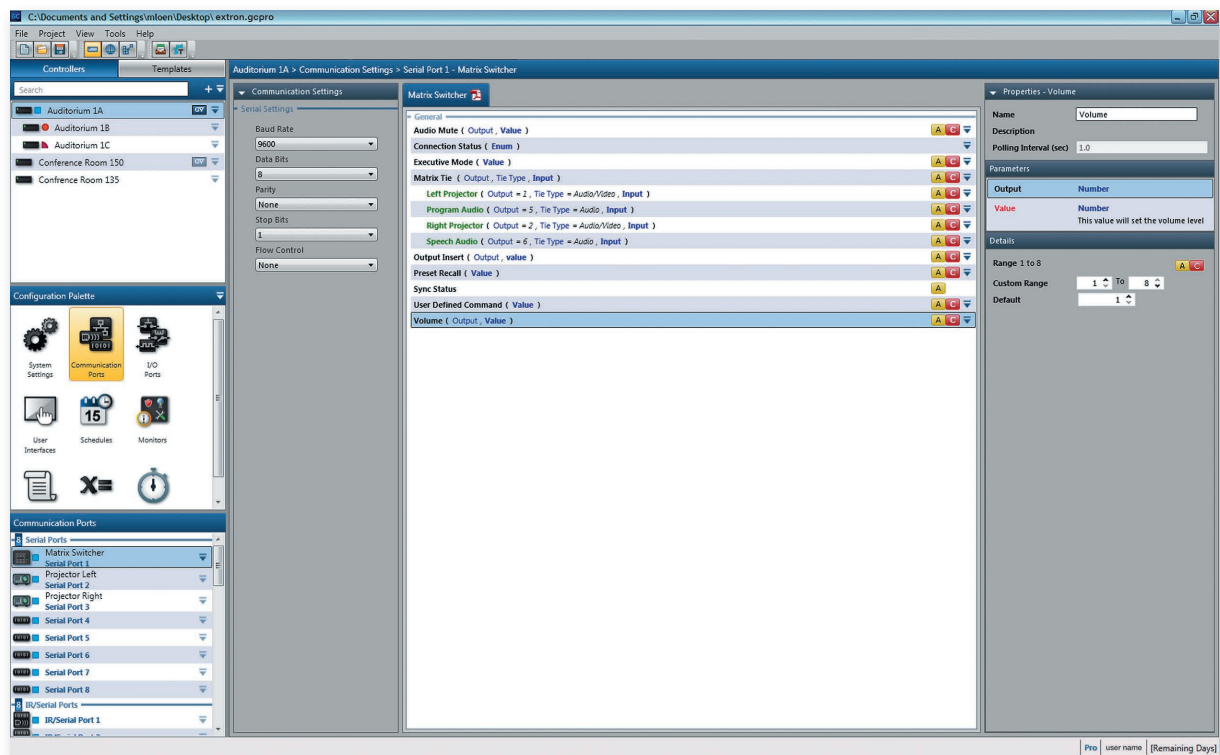 C:\Documents and Settings\mloen\Desktop\ extron.gcpro
File Project View Tools Help
Controllers Templates
Search
Auditorium 1A GV
Auditorium 1B
Auditorium 1C
Conference Room 150 GV
Confrence Room 135
Configuration Palette
System Settings
Communication Ports
I/O Ports
15
User Interfaces
Schedules
Monitors
X=
Communication Ports
8 Serial Ports
Matrix Switcher
Serial Port 1
Projector Left
Serial Port 2
Projector Right
Serial Port 3
Serial Port 4
Serial Port 5
Serial Port 6
Serial Port 7
Serial Port 8
8 IR/Serial Ports
IR/Serial Port 1
Auditorium 1A > Communication Settings > Serial Port 1 - Matrix Switcher
Communication Settings
Serial Settings
Baud Rate
9600
Data Bits
8
Parity
None
Stop Bits
1
Flow Control
None
Matrix Switcher
General
Audio Mute ( Output , Value ) A C
Connection Status ( Enum )
Executive Mode ( Value ) A C
Matrix Tie ( Output , Tie Type , Input ) A C
Left Projector ( Output = 1 , Tie Type = Audio/Video , Input ) A C
Program Audio ( Output = 5 , Tie Type = Audio , Input ) A C
Right Projector ( Output = 2 , Tie Type = Audio/Video , Input ) A C
Speech Audio ( Output = 6 , Tie Type = Audio , Input ) A C
Output Insert ( Output , value ) A C
Preset Recall ( Value ) A C
Sync Status A
User Defined Command ( Value ) A C
Volume ( Output , Value ) A C
Properties - Volume
Name Volume
Description
Polling Interval (sec) 1.0
Parameters
Output Number
Value Number
This value will set the volume level
Details
Range 1 to 8 A C
Custom Range 1 To 8
Default 1
Pro user name [Remaining Days]